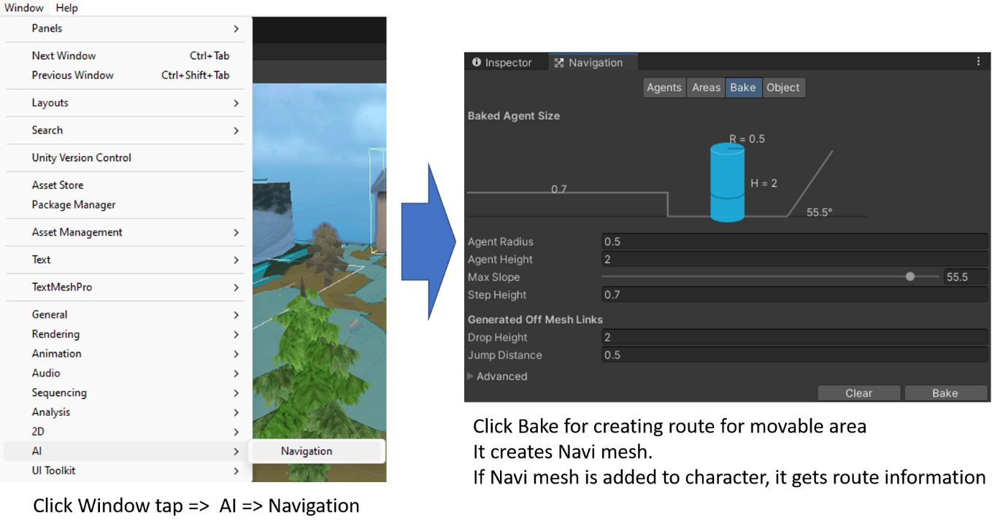 Window Help
Panels
Next Window Ctrl+Tab
Previous Window Ctrl+Shift+Tab
Layouts
Search
Unity Version Control
Asset Store
Package Manager
Asset Management
Text
TextMeshPro
General
Rendering
Animation
Audio
Sequencing
Analysis
2D
AI
Navigation
UI Toolkit
Click Window tap => AI => Navigation
Inspector Navigation
Agents Areas Bake Object
Baked Agent Size
R = 0.5
0.7
H = 2
55.5°
Agent Radius 0.5
Agent Height 2
Max Slope 55.5
Step Height 0.7
Generated Off Mesh Links
Drop Height 2
Jump Distance 0.5
Advanced
Clear Bake
Click Bake for creating route for movable area
It creates Navi mesh.
If Navi mesh is added to character, it gets route information